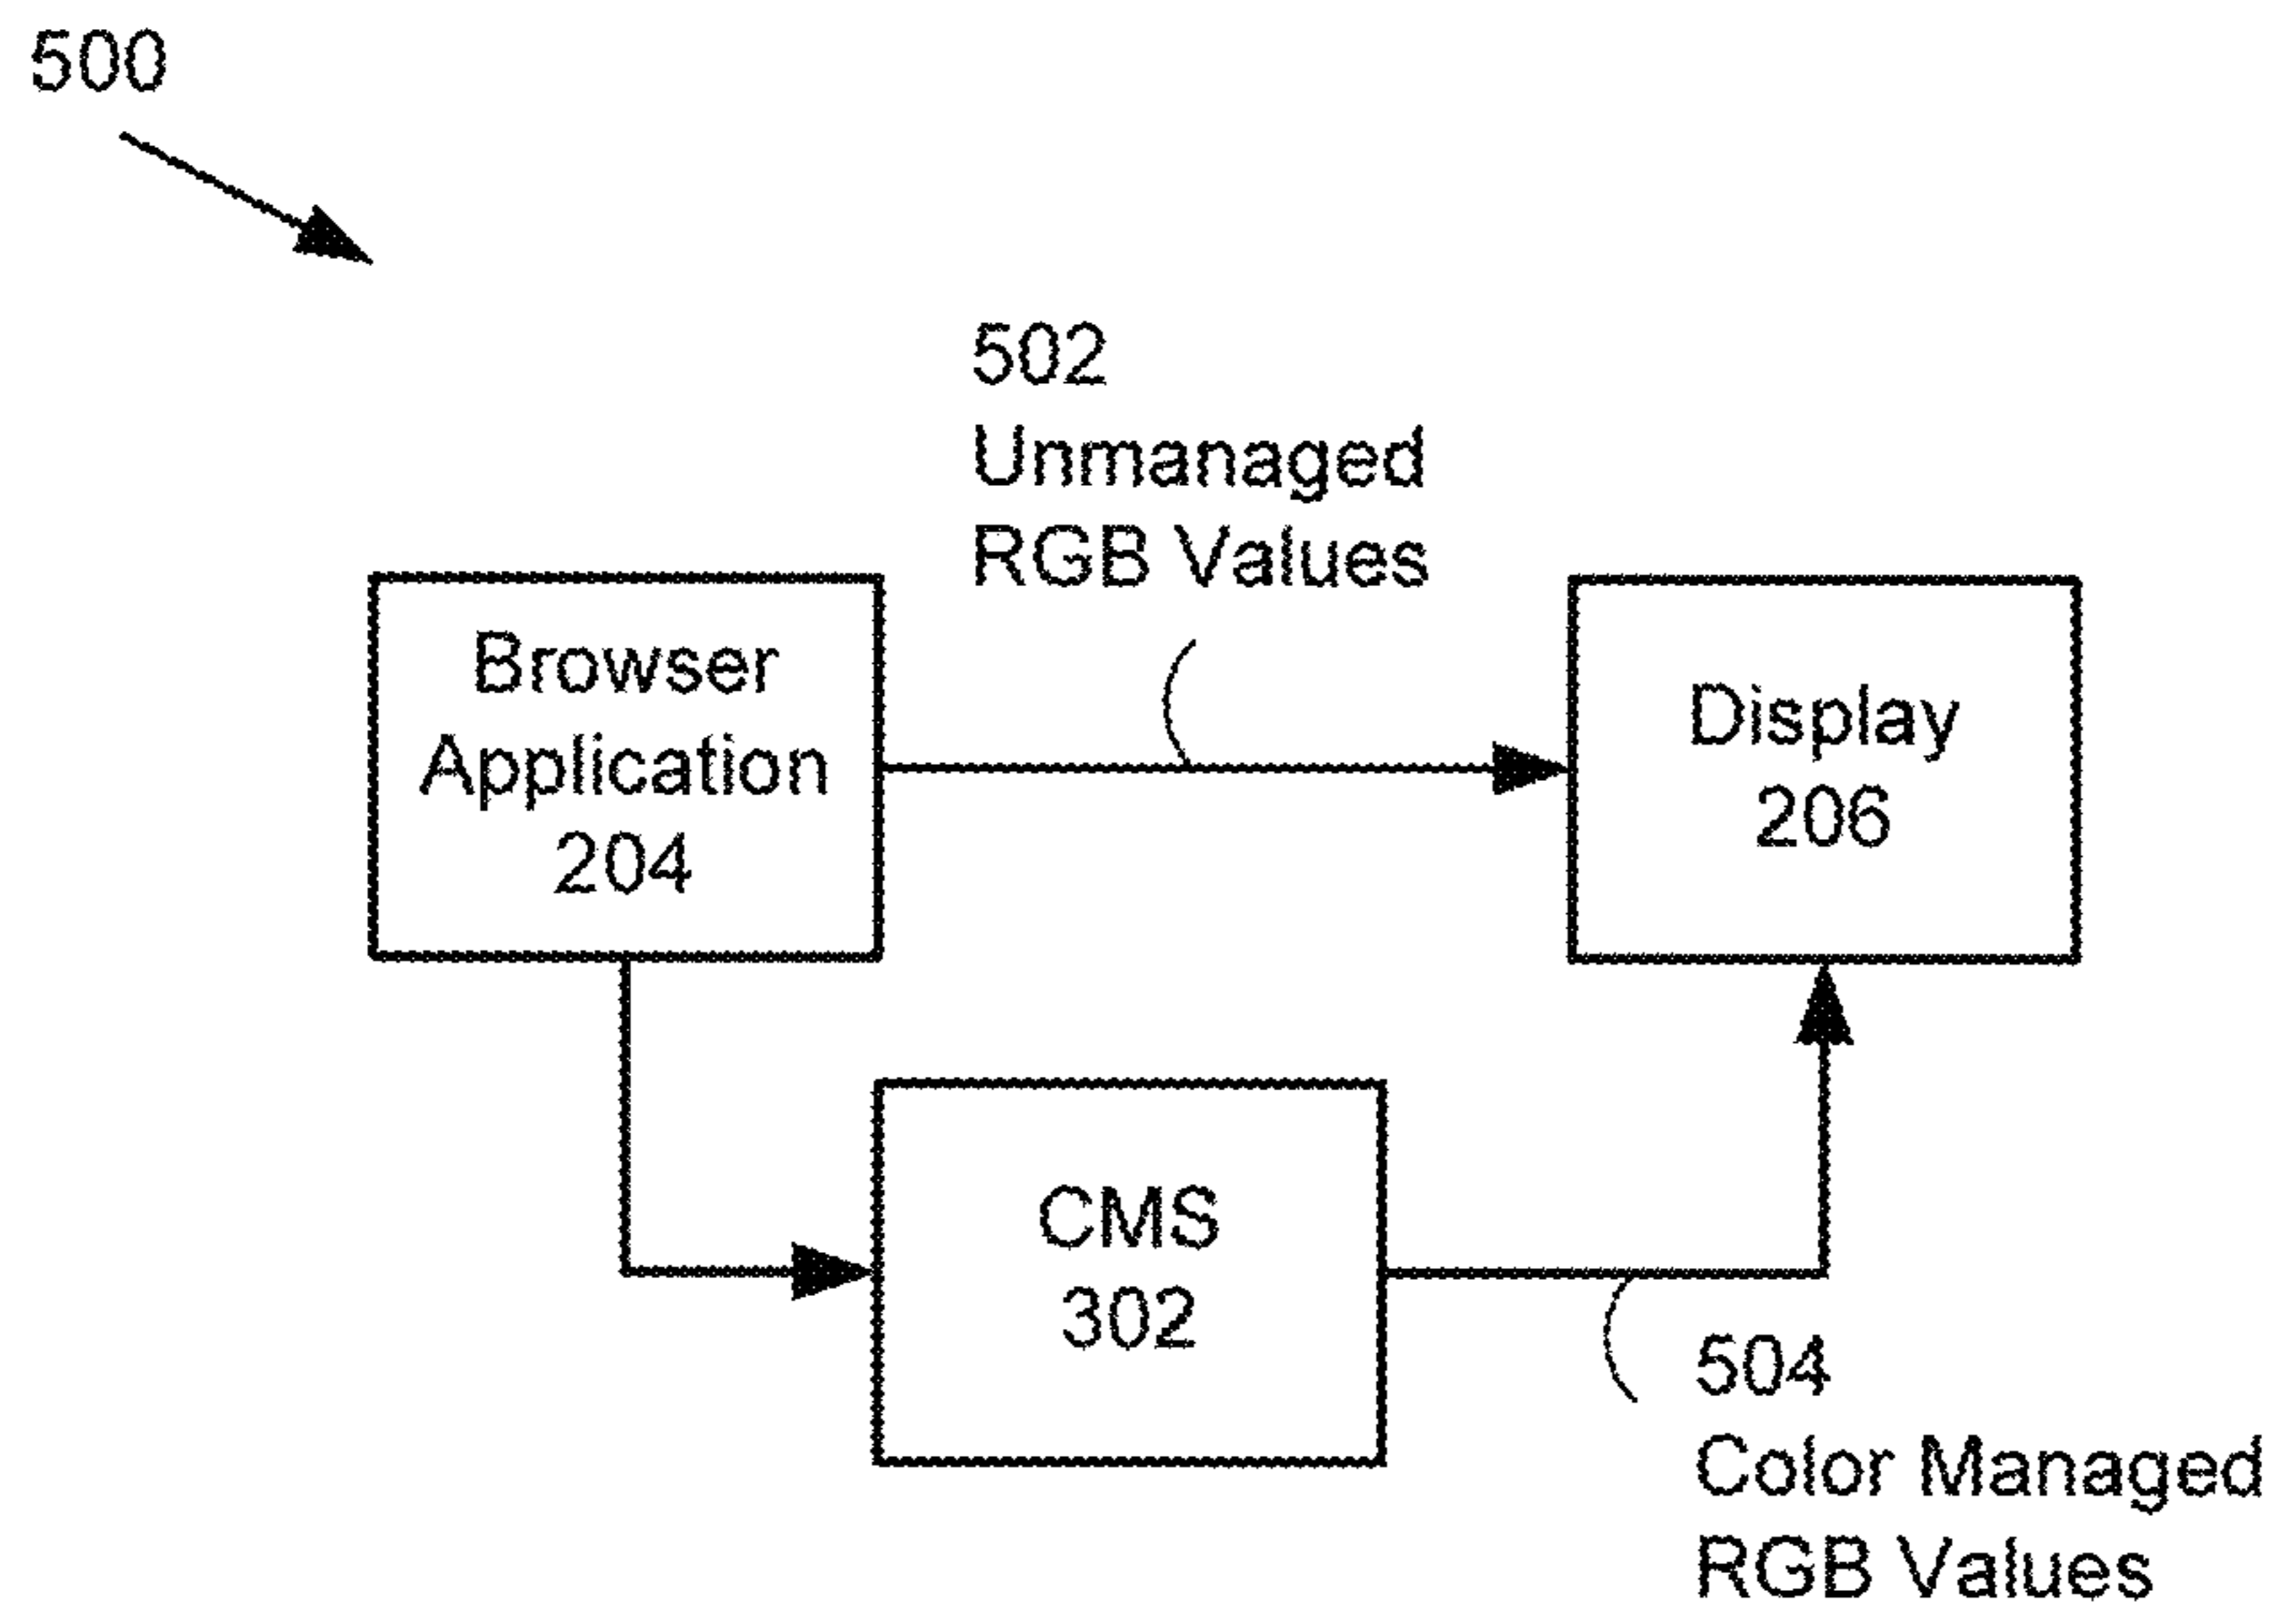 500
502
Unmanaged
RGB Values
Browser
Application
204
Display
206
CMS
302
504
Color Managed
RGB Values